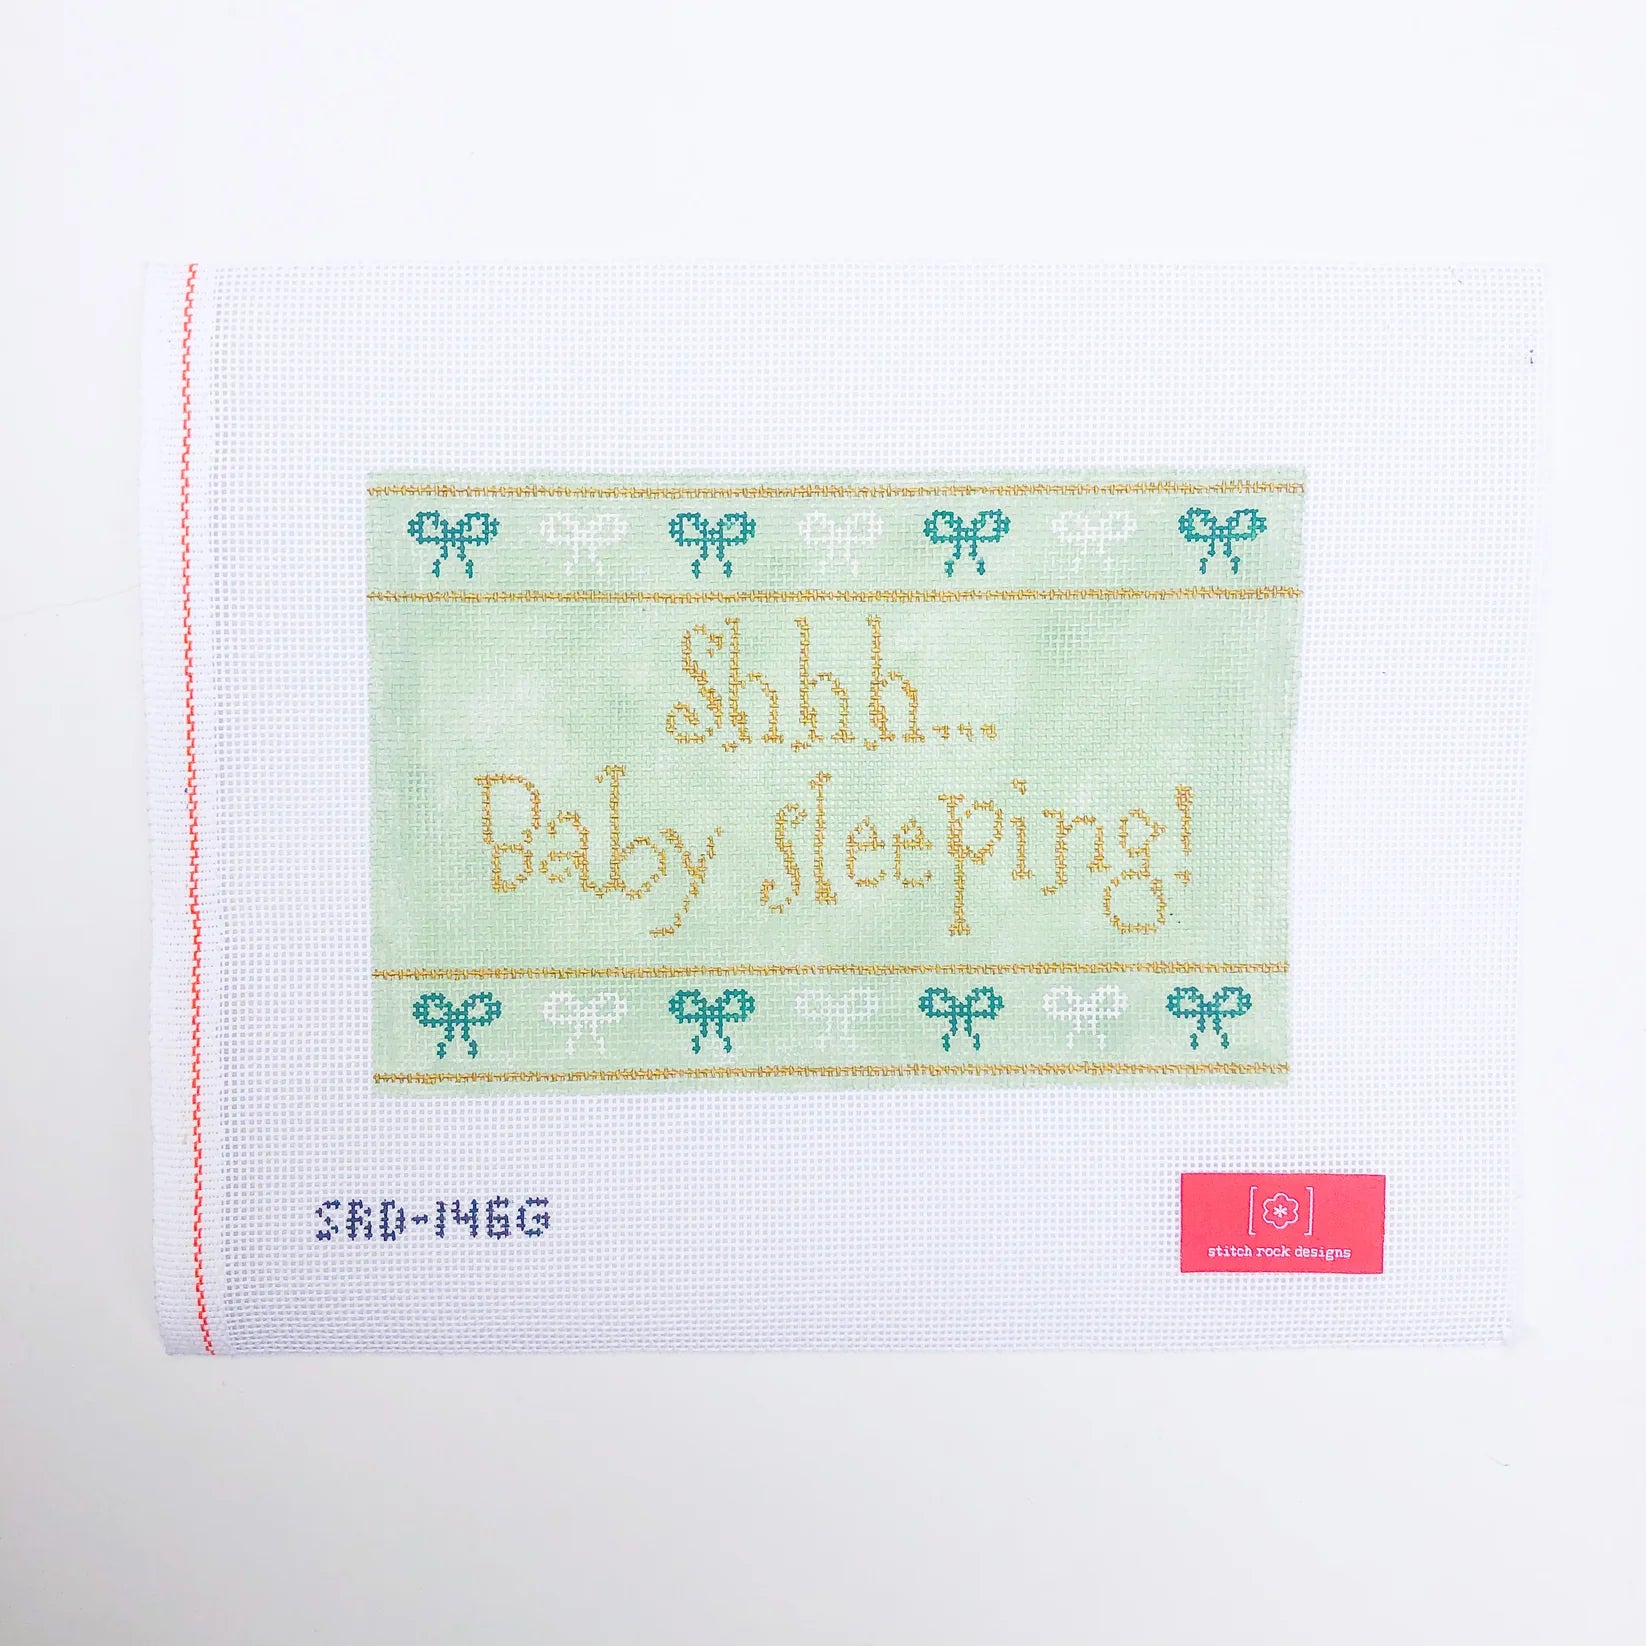 Shhh...
Baby sleeping!
SRD-146G
stitch rock designs